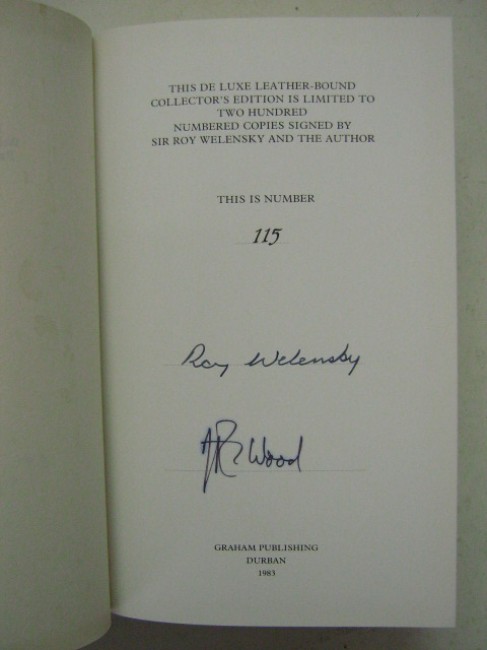 THIS DE LUXE LEATHER-BOUND
COLLECTOR'S EDITION IS LIMITED TO
TWO HUNDRED
NUMBERED COPIES SIGNED BY
SIR ROY WELENSKY AND THE AUTHOR
THIS IS NUMBER
115
Roy Welensky
JRT Wood
GRAHAM PUBLISHING
DURBAN
1983